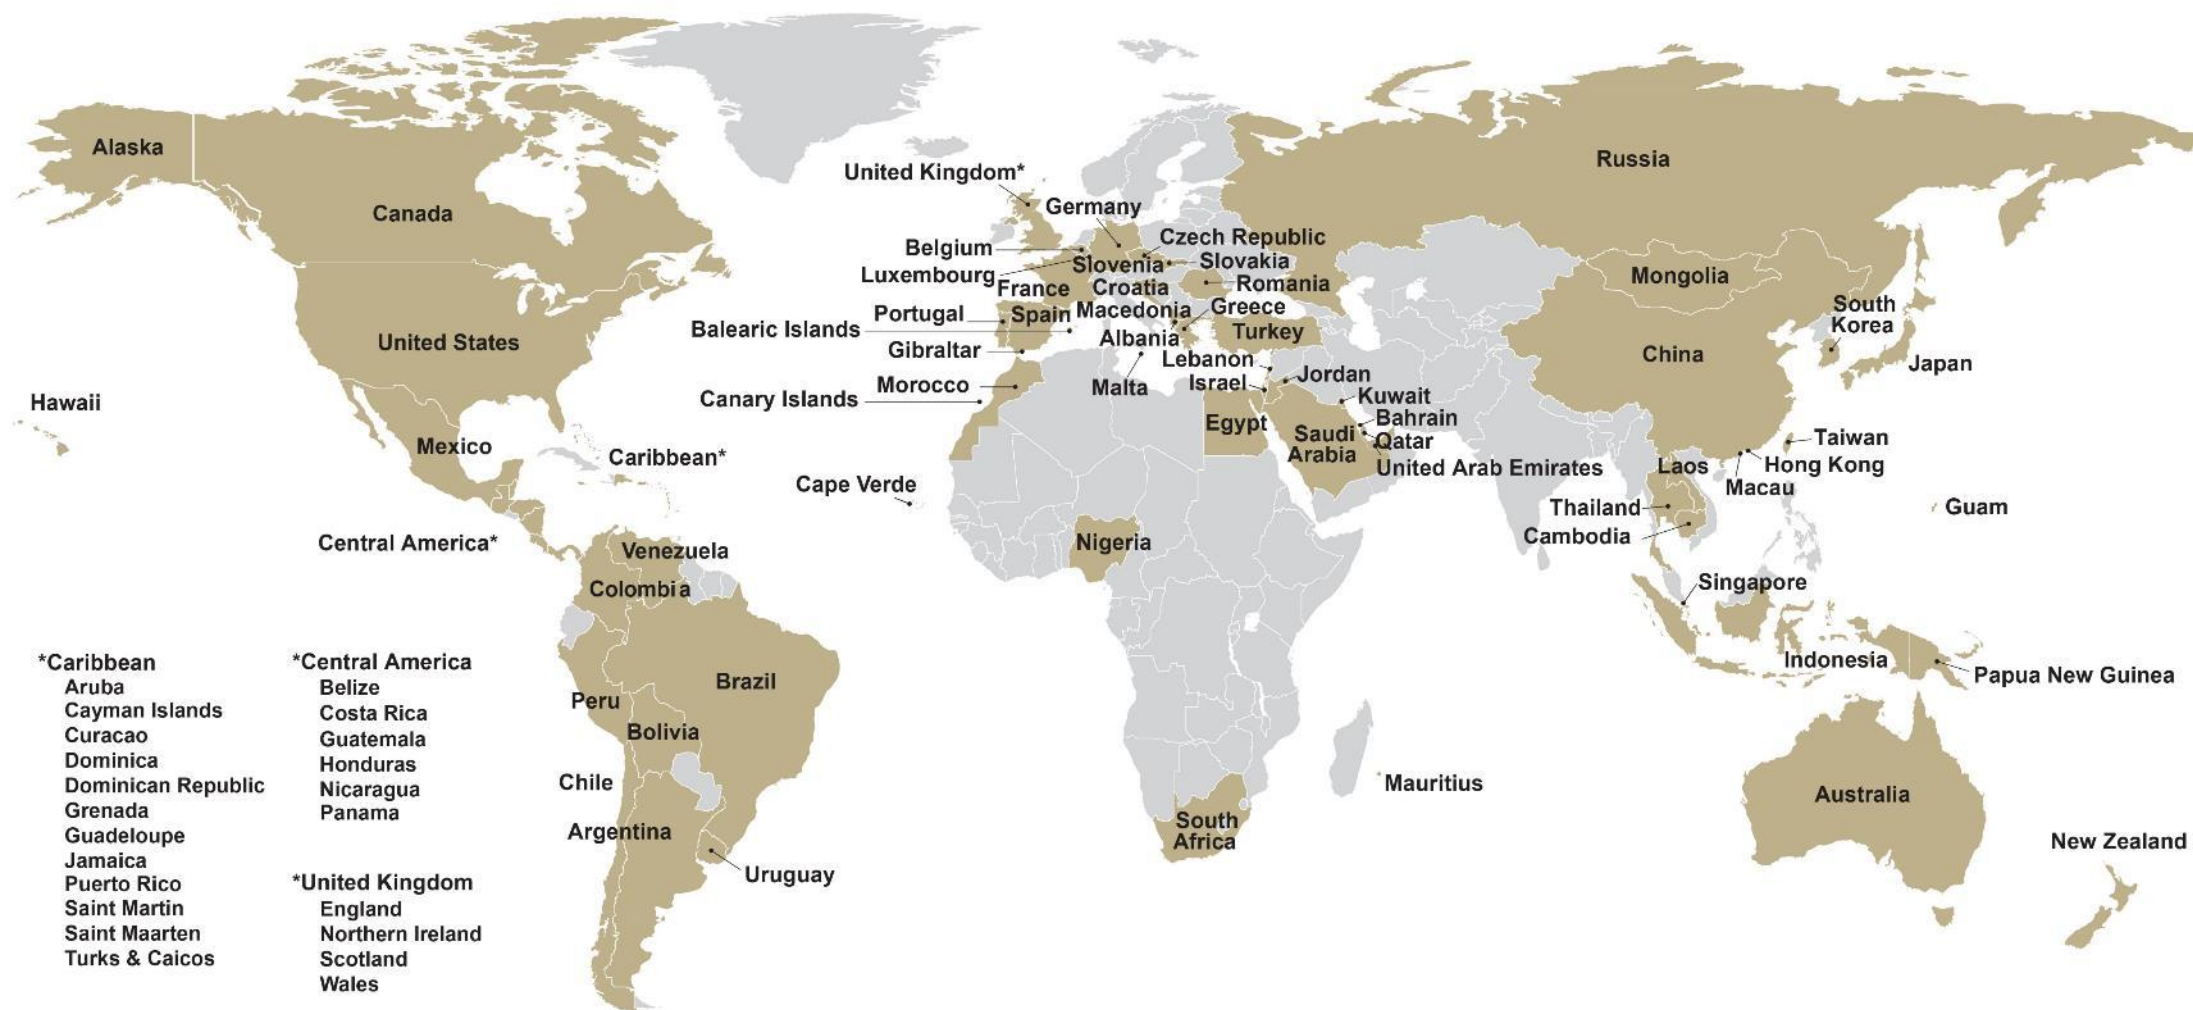 Alaska
Canada
United States
Hawaii
Mexico
Caribbean*
Central America*
Venezuela
Colombia
Peru
Brazil
Bolivia
Chile
Argentina
Uruguay
United Kingdom*
Germany
Belgium
Czech Republic
Luxembourg
Slovenia
Slovakia
France
Croatia
Romania
Portugal
Spain
Macedonia
Greece
Balearic Islands
Albania
Turkey
Gibraltar
Lebanon
Morocco
Malta
Israel
Jordan
Canary Islands
Kuwait
Egypt
Bahrain
Saudi
Arabia
Qatar
United Arab Emirates
Cape Verde
Nigeria
South
Africa
Mauritius
Russia
Mongolia
South
Korea
China
Japan
Taiwan
Laos
Hong Kong
Macau
Thailand
Guam
Cambodia
Singapore
Indonesia
Papua New Guinea
Australia
New Zealand
*Caribbean
Aruba
Cayman Islands
Curacao
Dominica
Dominican Republic
Grenada
Guadeloupe
Jamaica
Puerto Rico
Saint Martin
Saint Maarten
Turks & Caicos
*Central America
Belize
Costa Rica
Guatemala
Honduras
Nicaragua
Panama
*United Kingdom
England
Northern Ireland
Scotland
Wales